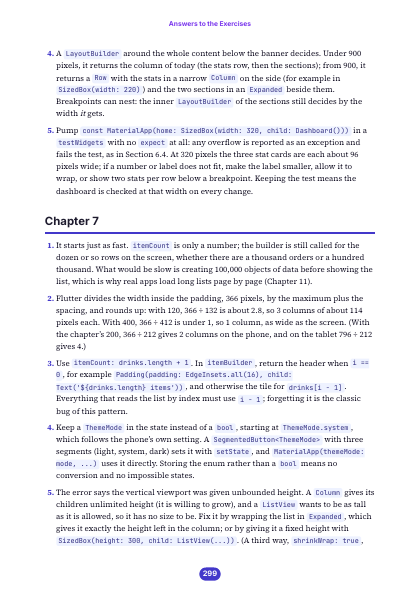 Answers to the Exercises
4. A LayoutBuilder around the whole content below the banner decides. Under 900
pixels, it returns the column of today (the stats row, then the sections); from 900, it
returns a Row with the stats in a narrow Column on the side (for example in
SizedBox(width: 220) ) and the two sections in an Expanded beside them.
Breakpoints can nest: the inner LayoutBuilder of the sections still decides by the
width it gets.
5. Pump const MaterialApp(home: SizedBox(width: 320, child: Dashboard())) in a
testWidgets with no expect at all: any overflow is reported as an exception and
fails the test, as in Section 6.4. At 320 pixels the three stat cards are each about 96
pixels wide; if a number or label does not fit, make the label smaller, allow it to
wrap, or show two stats per row below a breakpoint. Keeping the test means the
dashboard is checked at that width on every change.
Chapter 7
1. It starts just as fast. itemCount is only a number; the builder is still called for the
dozen or so rows on the screen, whether there are a thousand orders or a hundred
thousand. What would be slow is creating 100,000 objects of data before showing the
list, which is why real apps load long lists page by page (Chapter 11).
2. Flutter divides the width inside the padding, 366 pixels, by the maximum plus the
spacing, and rounds up: with 120, 366 ÷ 132 is about 2.8, so 3 columns of about 114
pixels each. With 400, 366 ÷ 412 is under 1, so 1 column, as wide as the screen. (With
the chapter's 200, 366 ÷ 212 gives 2 columns on the phone, and on the tablet 796 ÷ 212
gives 4.)
3. Use itemCount: drinks.length + 1 . In itemBuilder , return the header when i ==
0 , for example Padding(padding: EdgeInsets.all(16), child:
Text('${drinks.length} items')) , and otherwise the tile for drinks[i - 1] .
Everything that reads the list by index must use i - 1 ; forgetting it is the classic
bug of this pattern.
4. Keep a ThemeMode in the state instead of a bool , starting at ThemeMode.system ,
which follows the phone's own setting. A SegmentedButton<ThemeMode> with three
segments (light, system, dark) sets it with setState , and MaterialApp(themeMode:
mode, ...) uses it directly. Storing the enum rather than a bool means no
conversion and no impossible states.
5. The error says the vertical viewport was given unbounded height. A Column gives its
children unlimited height (it is willing to grow), and a ListView wants to be as tall
as it is allowed, so it has no size to be. Fix it by wrapping the list in Expanded , which
gives it exactly the height left in the column; or by giving it a fixed height with
SizedBox(height: 300, child: ListView(...)) . (A third way, shrinkWrap: true ,
299